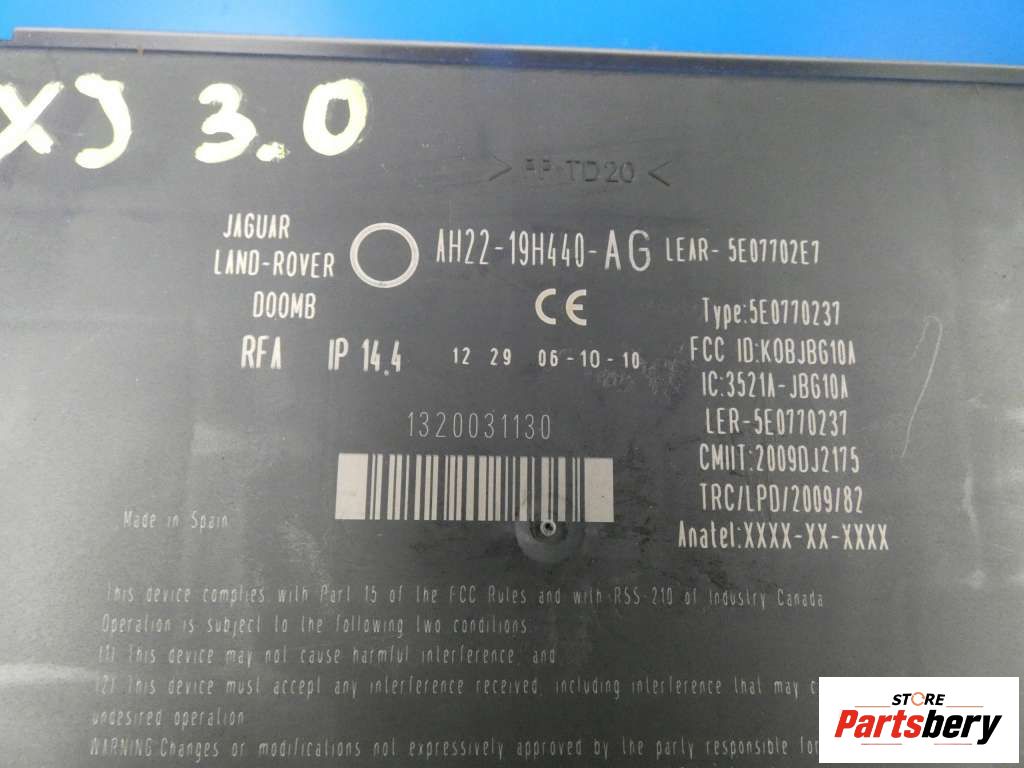 XJ 3.0
> PP-TD20 <
JAGUAR
LAND-ROVER
AH22-19H440-AG LEAR-5E07702E7
D00MB
CE
Type:5E0770237
RFA IP 14.4 12 29 06-10-10
FCC ID:KOBJBG10A
IC:3521A-JBG10A
1320031130
LER-5E0770237
CMIIT:2009DJ2175
TRC/LPD/2009/82
Made in Spain
Anatel:XXXX-XX-XXXX
This device complies with Part 15 of the FCC Rules and with RSS-210 of Industry Canada
Operation is subject to the following two conditions:
(1) This device may not cause harmful interference, and
(2) This device must accept any interference received, including interference that may
undesired operation
WARNING Changes or modifications not expressively approved by the party responsible for
STORE
Partsbery